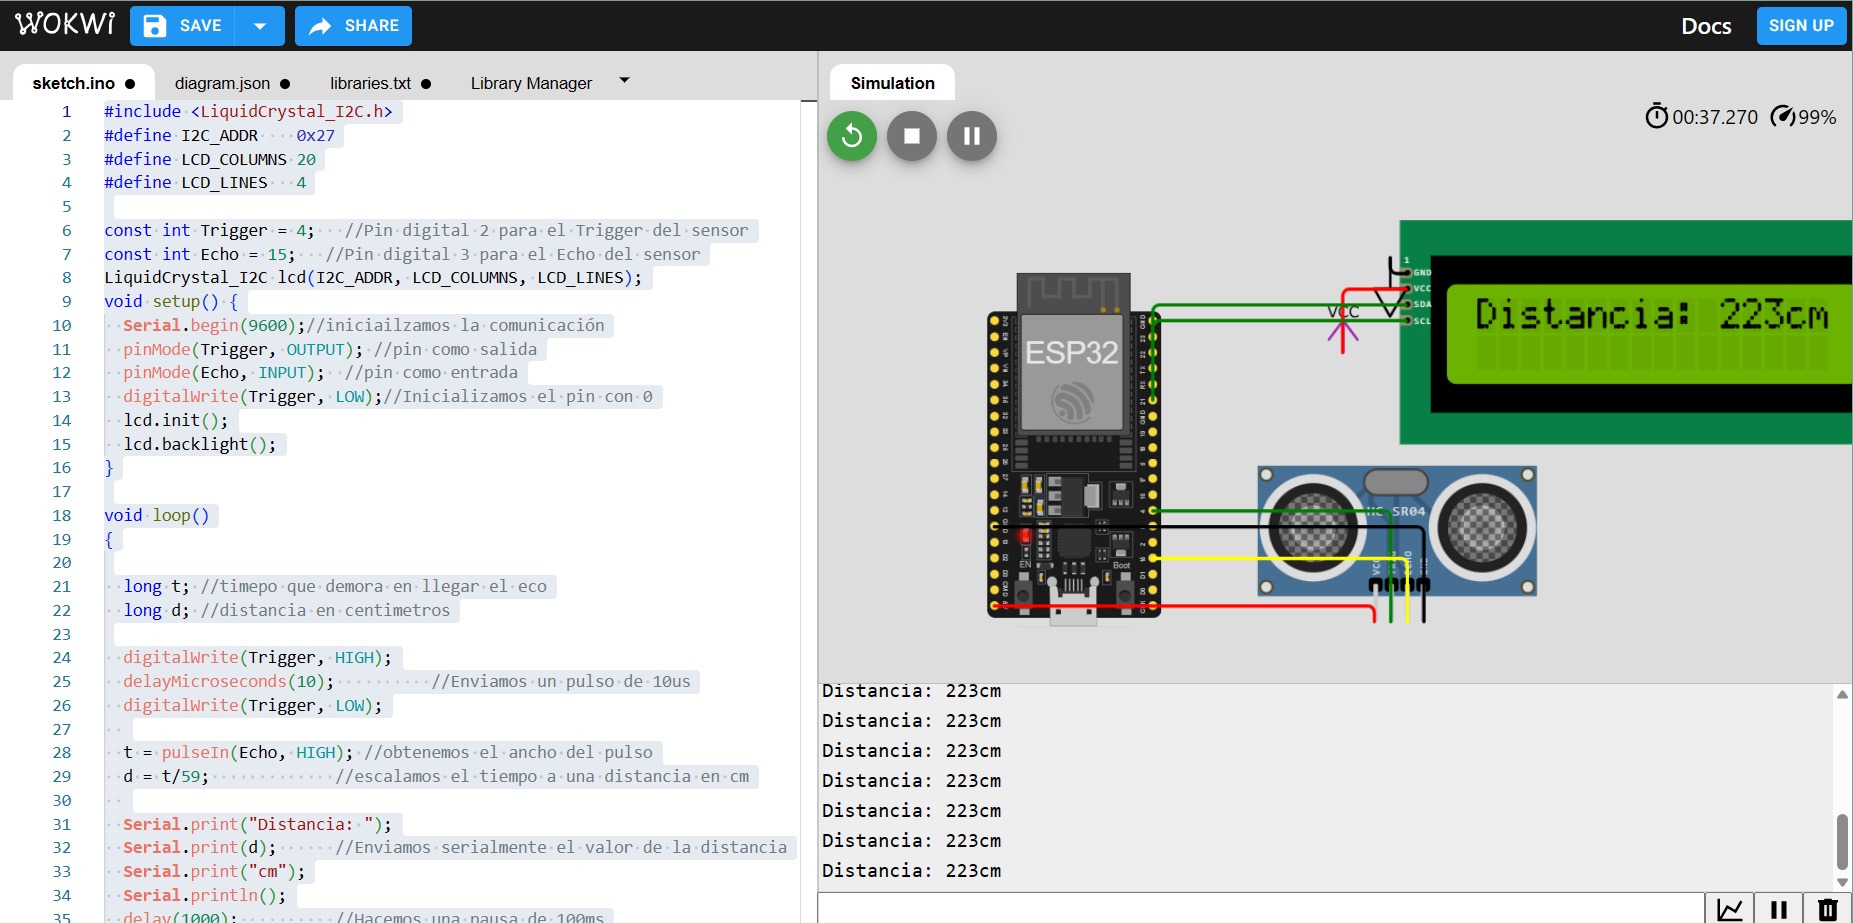 WOKWi SAVE SHARE Docs SIGN UP
sketch.ino diagram.json libraries.txt Library Manager
Simulation
00:37.270 99%
1 #include <LiquidCrystal_I2C.h>
2 #define I2C_ADDR    0x27
3 #define LCD_COLUMNS 20
4 #define LCD_LINES   4
5
6 const int Trigger = 4;   //Pin digital 2 para el Trigger del sensor
7 const int Echo = 15;   //Pin digital 3 para el Echo del sensor
8 LiquidCrystal_I2C lcd(I2C_ADDR, LCD_COLUMNS, LCD_LINES);
9 void setup() {
10   Serial.begin(9600);//iniciailzamos la comunicación
11   pinMode(Trigger, OUTPUT); //pin como salida
12   pinMode(Echo, INPUT);  //pin como entrada
13   digitalWrite(Trigger, LOW);//Inicializamos el pin con 0
14   lcd.init();
15   lcd.backlight();
16 }
17
18 void loop()
19 {
20
21   long t; //timepo que demora en llegar el eco
22   long d; //distancia en centimetros
23
24   digitalWrite(Trigger, HIGH);
25   delayMicroseconds(10);          //Enviamos un pulso de 10us
26   digitalWrite(Trigger, LOW);
27
28   t = pulseIn(Echo, HIGH); //obtenemos el ancho del pulso
29   d = t/59;             //escalamos el tiempo a una distancia en cm
30
31   Serial.print("Distancia: ");
32   Serial.print(d);      //Enviamos serialmente el valor de la distancia
33   Serial.print("cm");
34   Serial.println();
35   delay(1000);          //Hacemos una pausa de 100ms
1
GND
VCC
SDA
SCL
Distancia: 223cm
VCC
ESP32
EN
Boot
HC SR04
VCC
Distancia: 223cm
Distancia: 223cm
Distancia: 223cm
Distancia: 223cm
Distancia: 223cm
Distancia: 223cm
Distancia: 223cm